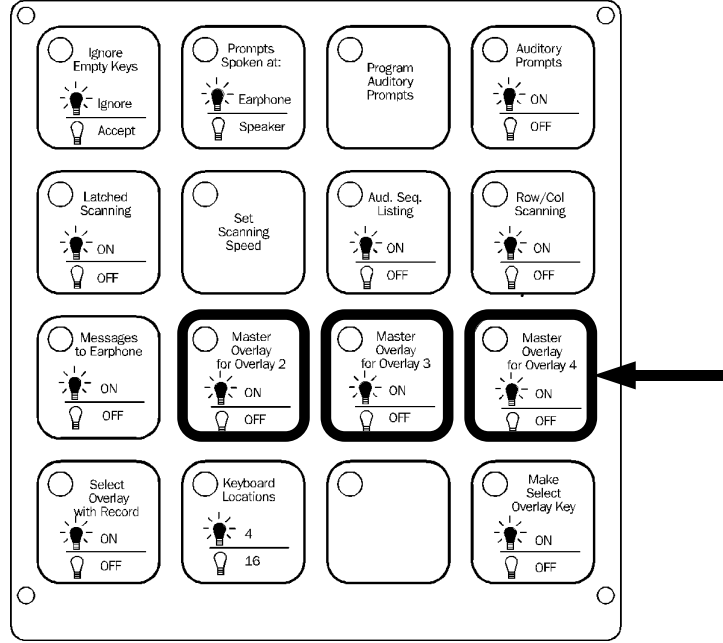 Ignore
Empty Keys
Ignore
Accept
Prompts
Spoken at:
Earphone
Speaker
Program
Auditory
Prompts
Auditory
Prompts
ON
OFF
Latched
Scanning
ON
OFF
Set
Scanning
Speed
Aud. Seq.
Listing
ON
OFF
Row/Col
Scanning
ON
OFF
Messages
to Earphone
ON
OFF
Master
Overlay
for Overlay 2
ON
OFF
Master
Overlay
for Overlay 3
ON
OFF
Master
Overlay
for Overlay 4
ON
OFF
Select
Overlay
with Record
ON
OFF
Keyboard
Locations
4
16
Make
Select
Overlay Key
ON
OFF